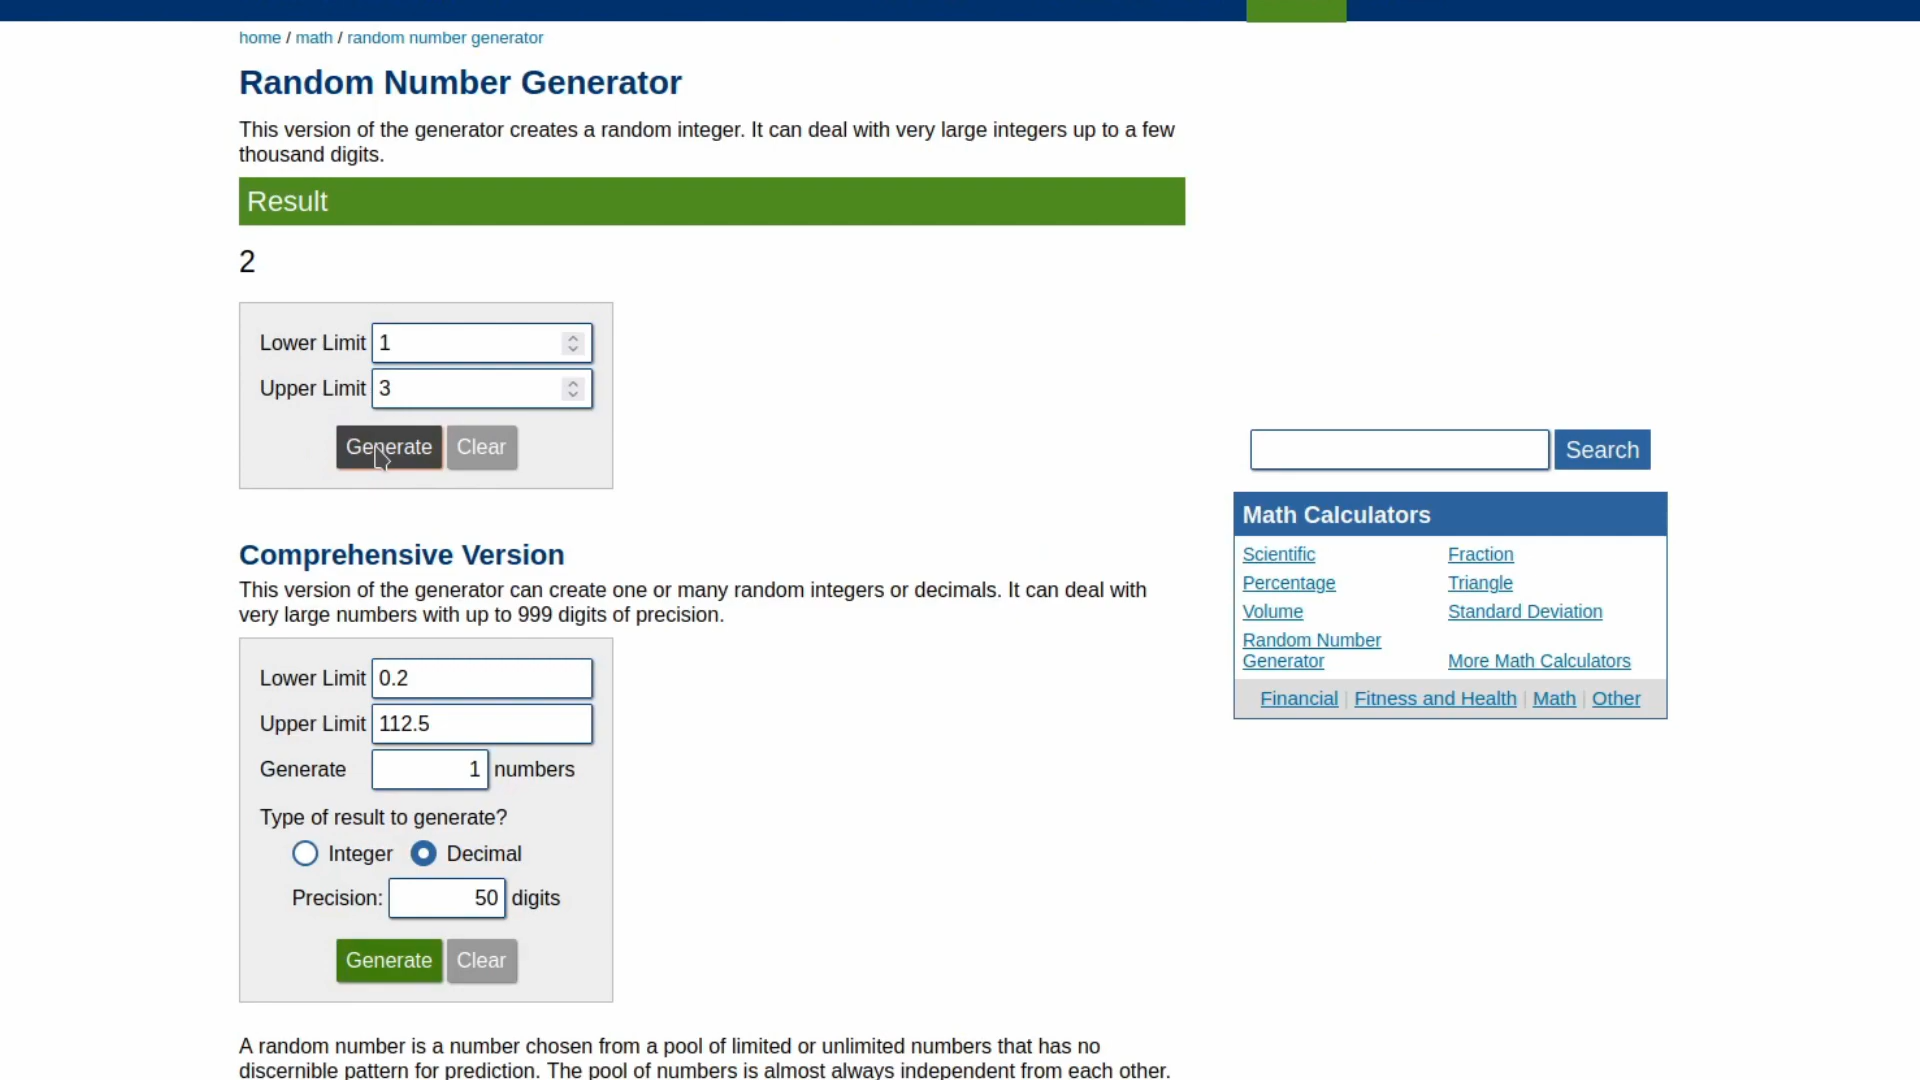 home / math / random number generator
Random Number Generator
This version of the generator creates a random integer. It can deal with very large integers up to a few
thousand digits.
Result
2
Lower Limit 1
Upper Limit 3
Generate Clear
Search
Comprehensive Version
This version of the generator can create one or many random integers or decimals. It can deal with
very large numbers with up to 999 digits of precision.
Lower Limit 0.2
Upper Limit 112.5
Generate 1 numbers
Type of result to generate?
Integer Decimal
Precision: 50 digits
Generate Clear
Math Calculators
Scientific Fraction
Percentage Triangle
Volume Standard Deviation
Random Number
Generator More Math Calculators
Financial | Fitness and Health | Math | Other
A random number is a number chosen from a pool of limited or unlimited numbers that has no
discernible pattern for prediction. The pool of numbers is almost always independent from each other.